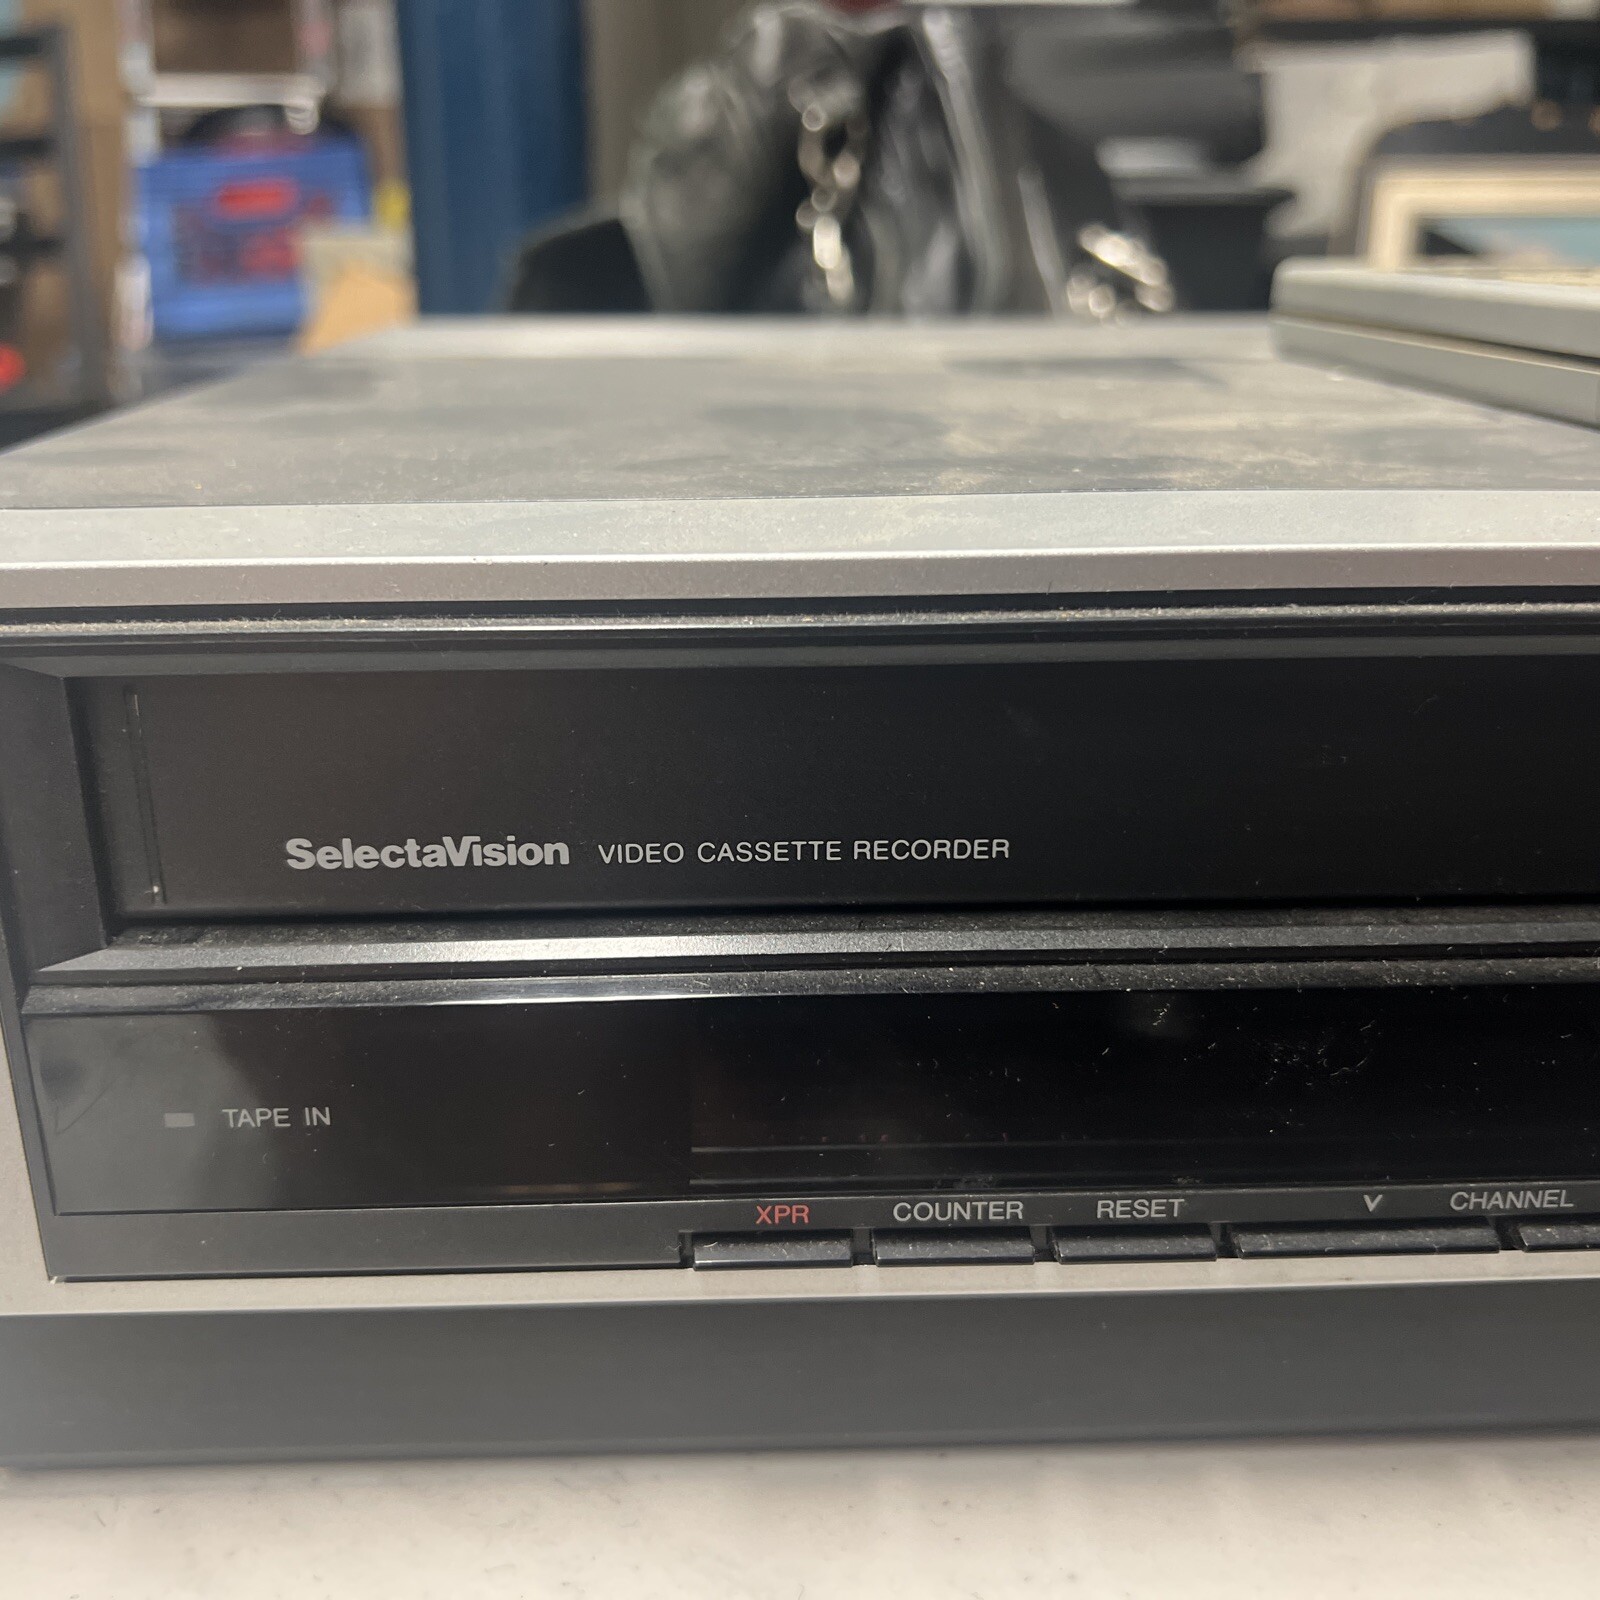 SelectaVision VIDEO CASSETTE RECORDER
TAPE IN
XPR COUNTER RESET v CHANNEL